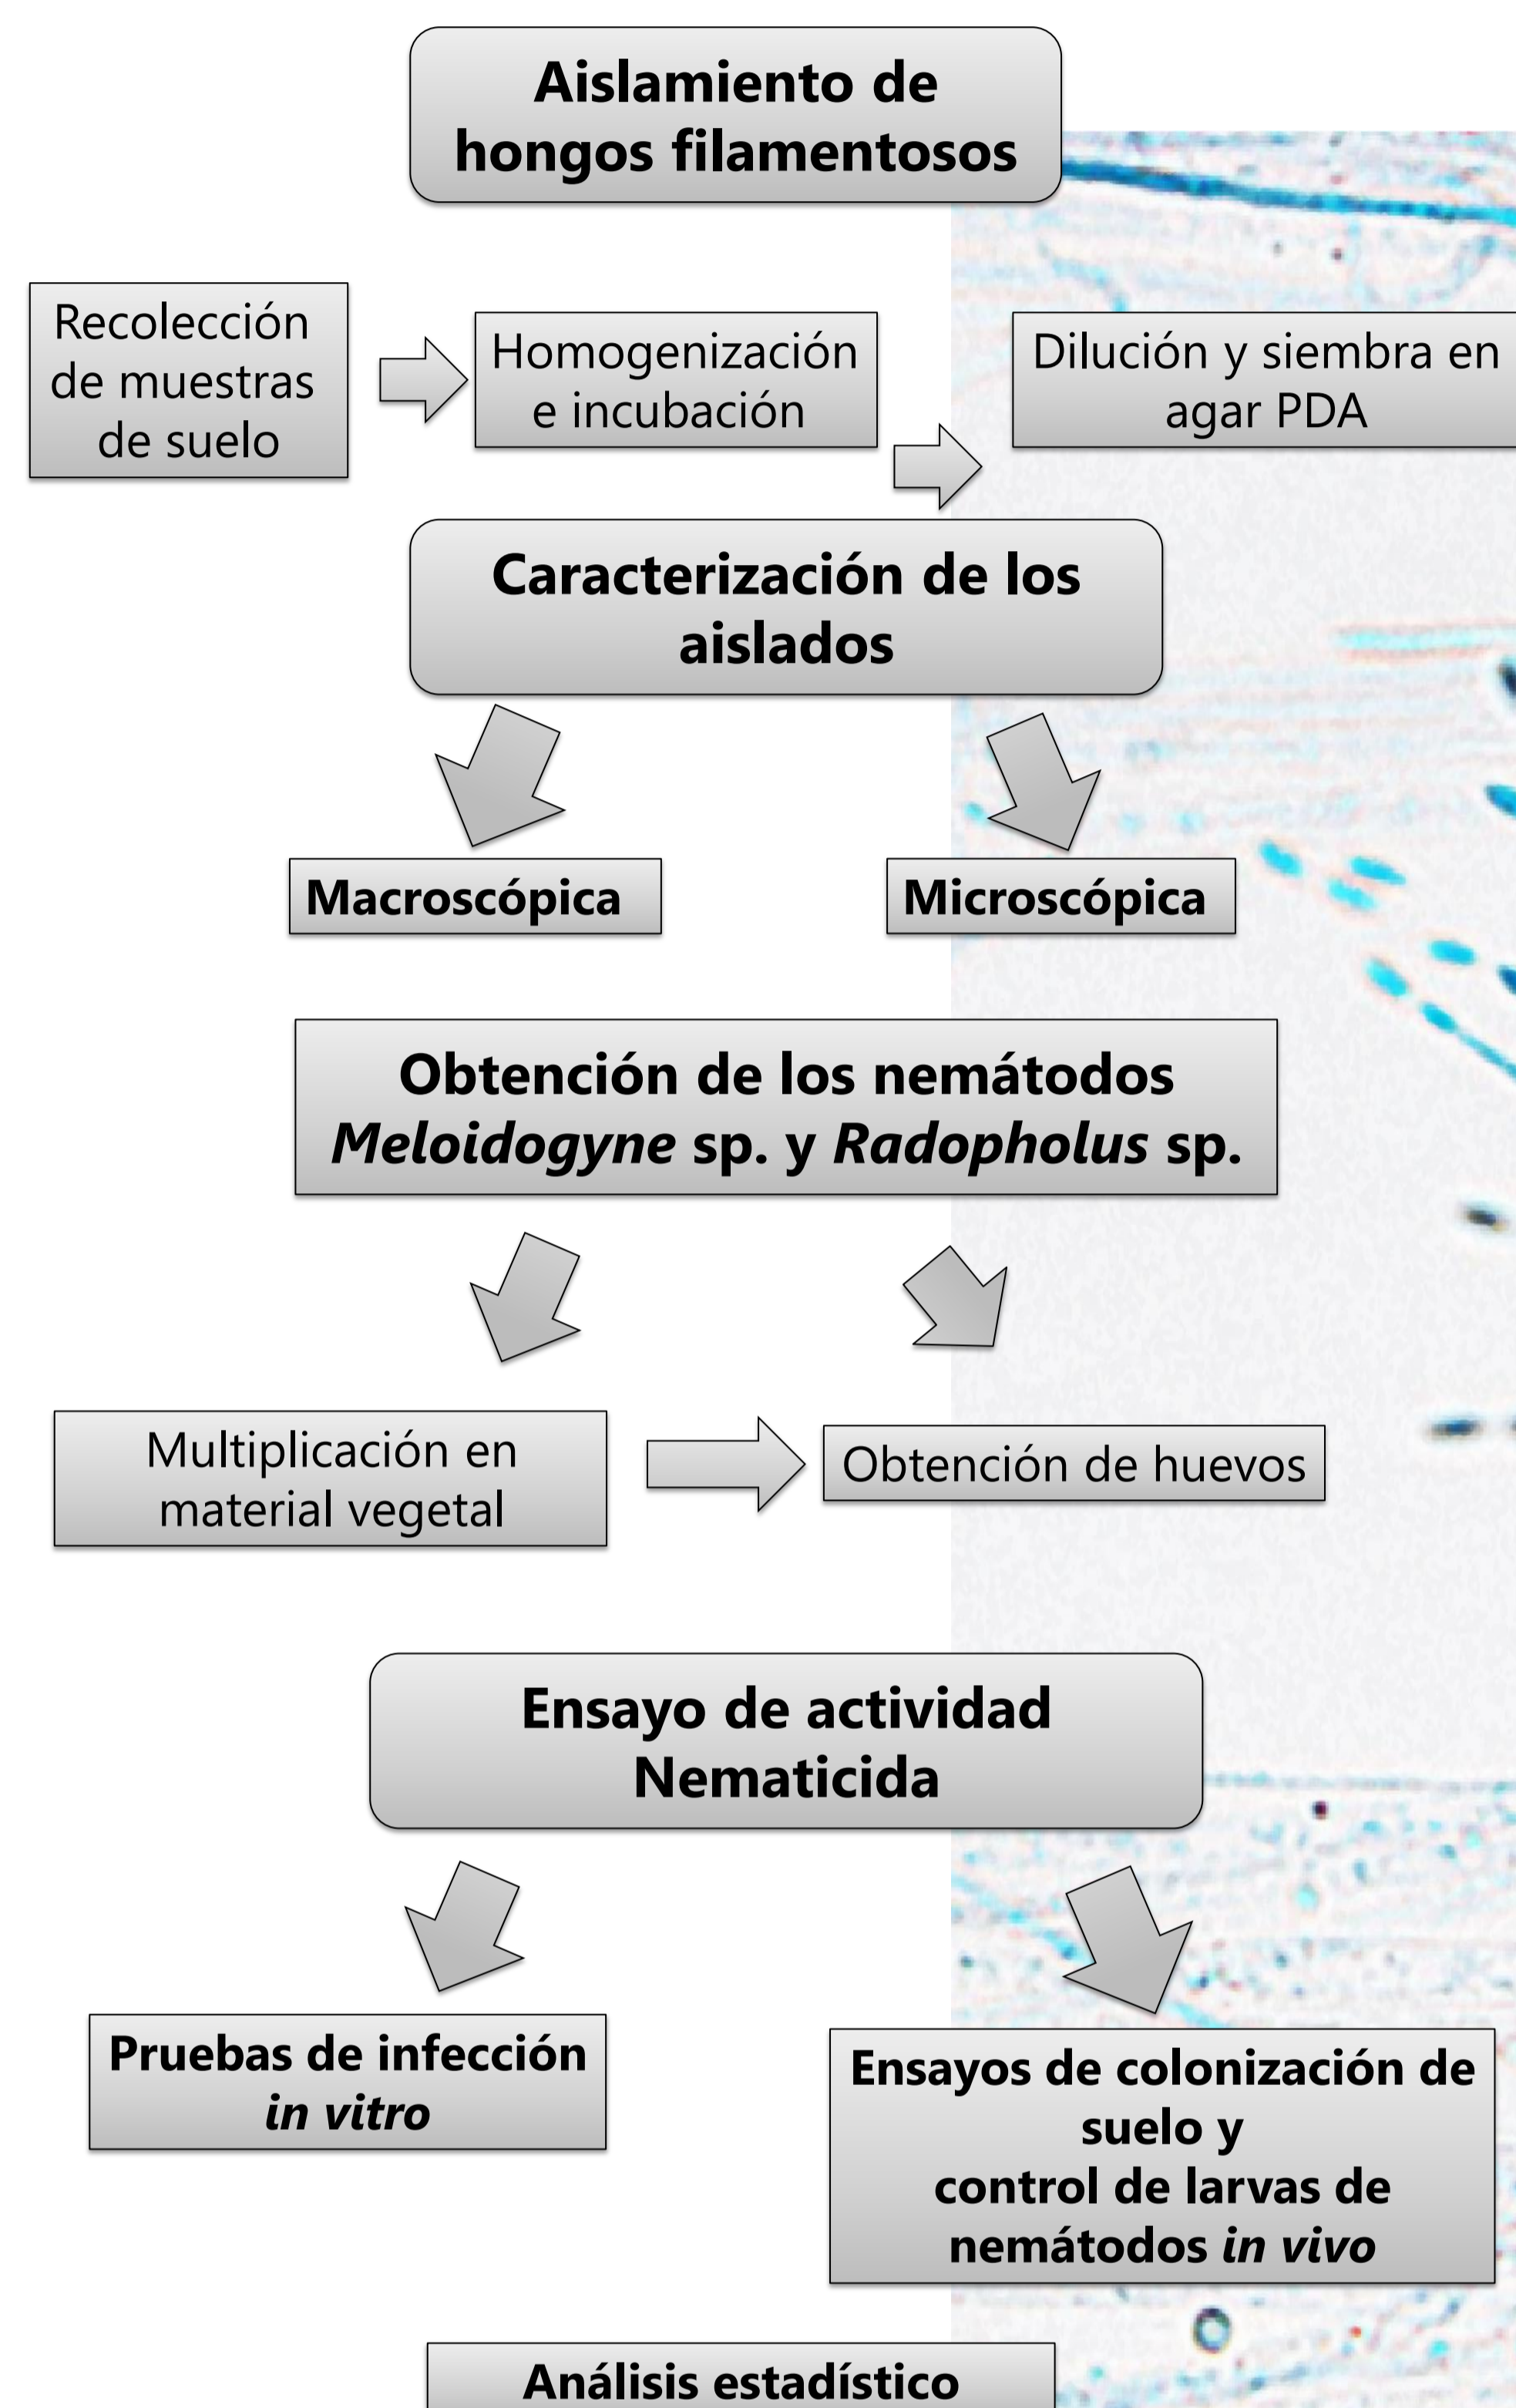 Aislamiento de
hongos filamentosos
Recolección
de muestras
de suelo
Homogenización
e incubación
Dilución y siembra en
agar PDA
Caracterización de los
aislados
Macroscópica
Microscópica
Obtención de los nemátodos
Meloidogyne sp. y Radopholus sp.
Multiplicación en
material vegetal
Obtención de huevos
Ensayo de actividad
Nematicida
Pruebas de infección
in vitro
Ensayos de colonización de
suelo y
control de larvas de
nemátodos in vivo
Análisis estadístico